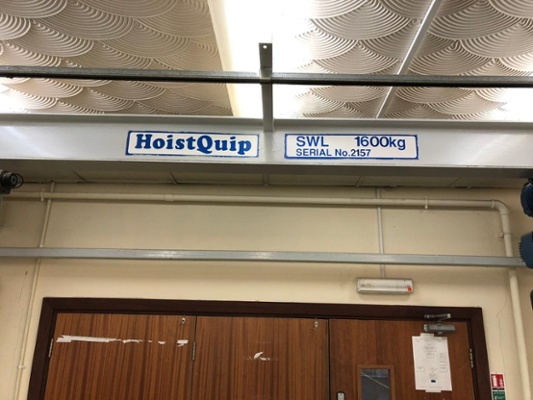 HoistQuip
SWL 1600kg
SERIAL No.2157